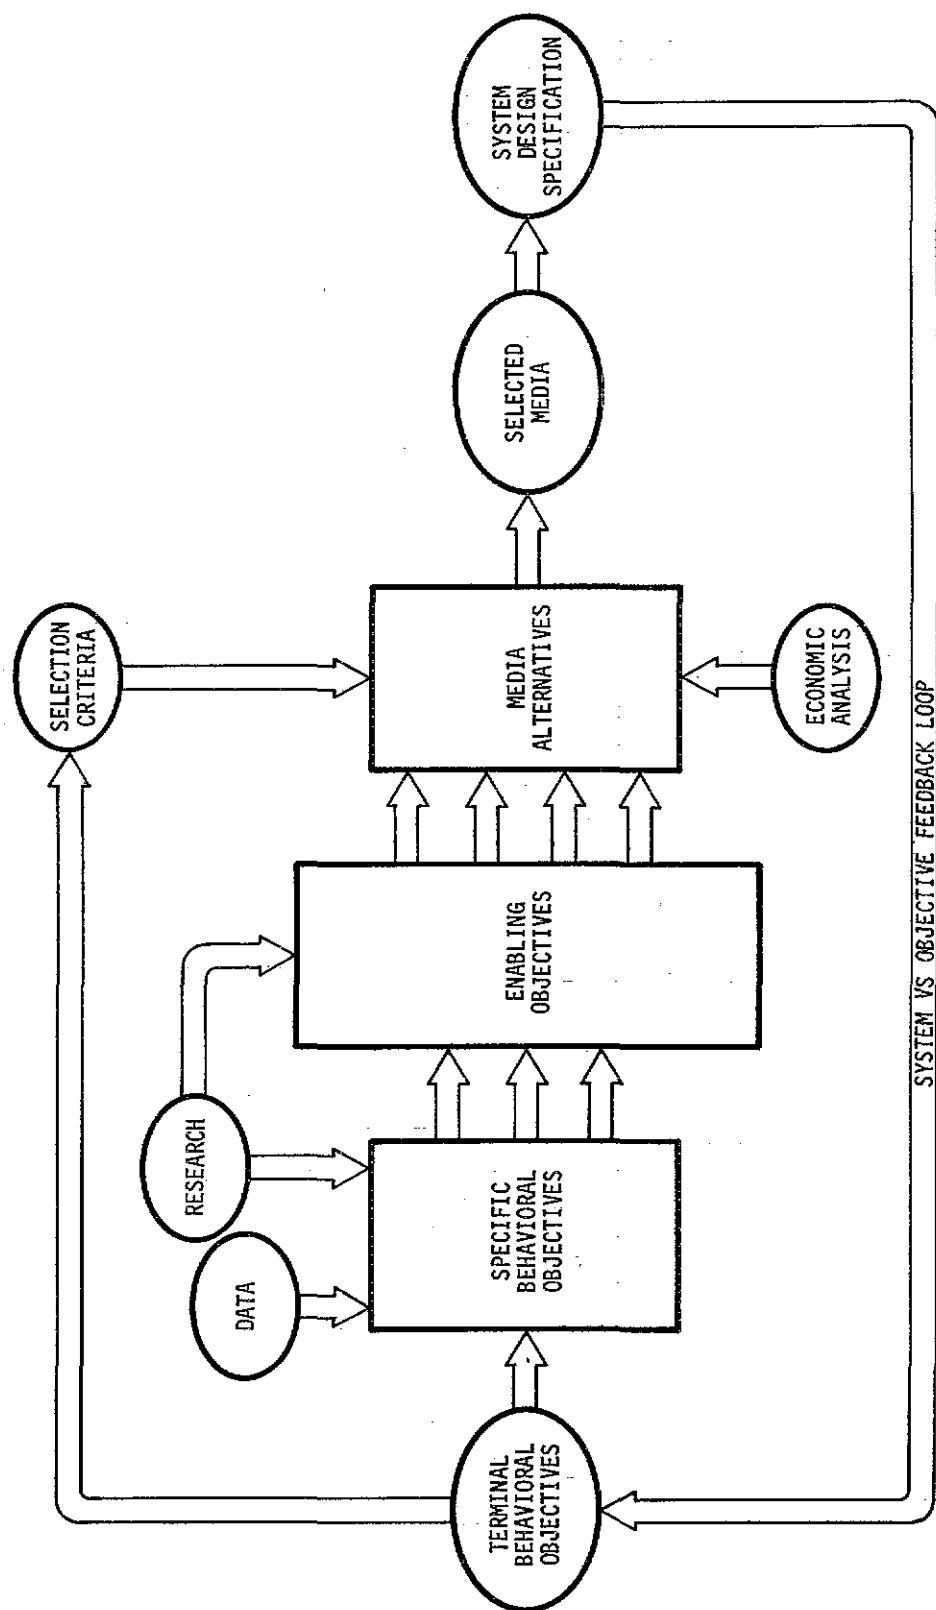 SELECTION
CRITERIA
RESEARCH
DATA
TERMINAL
BEHAVIORAL
OBJECTIVES
SPECIFIC
BEHAVIORAL
OBJECTIVES
ENABLING
OBJECTIVES
MEDIA
ALTERNATIVES
SELECTED
MEDIA
SYSTEM
DESIGN
SPECIFICATION
ECONOMIC
ANALYSIS
SYSTEM VS OBJECTIVE FEEDBACK LOOP